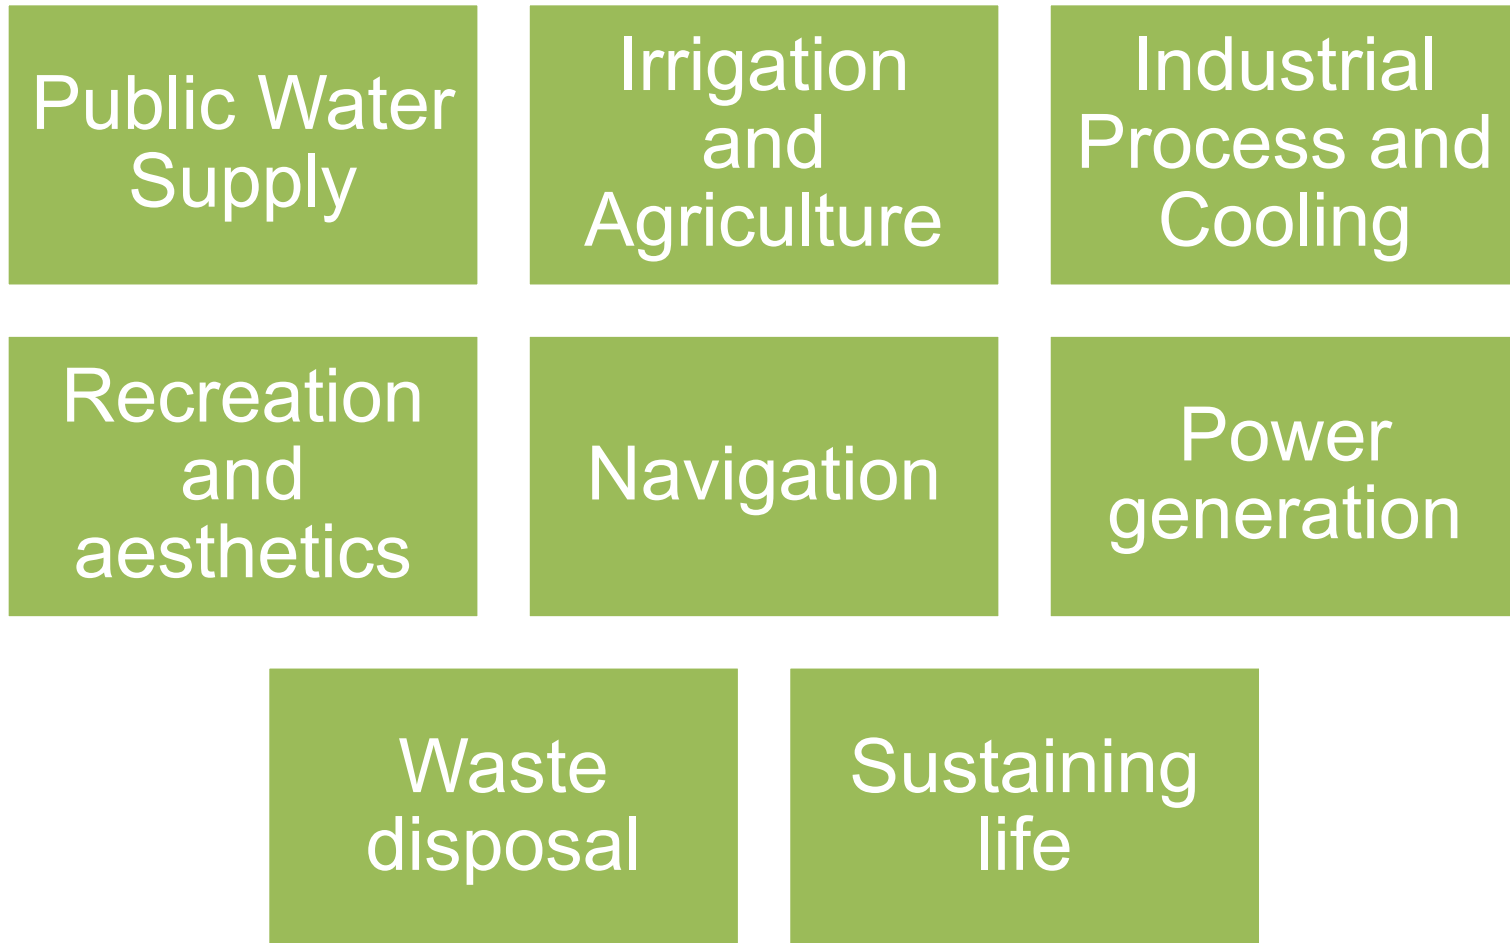 Public Water
Supply
Irrigation
and
Agriculture
Industrial
Process and
Cooling
Recreation
and
aesthetics
Navigation
Power
generation
Waste
disposal
Sustaining
life